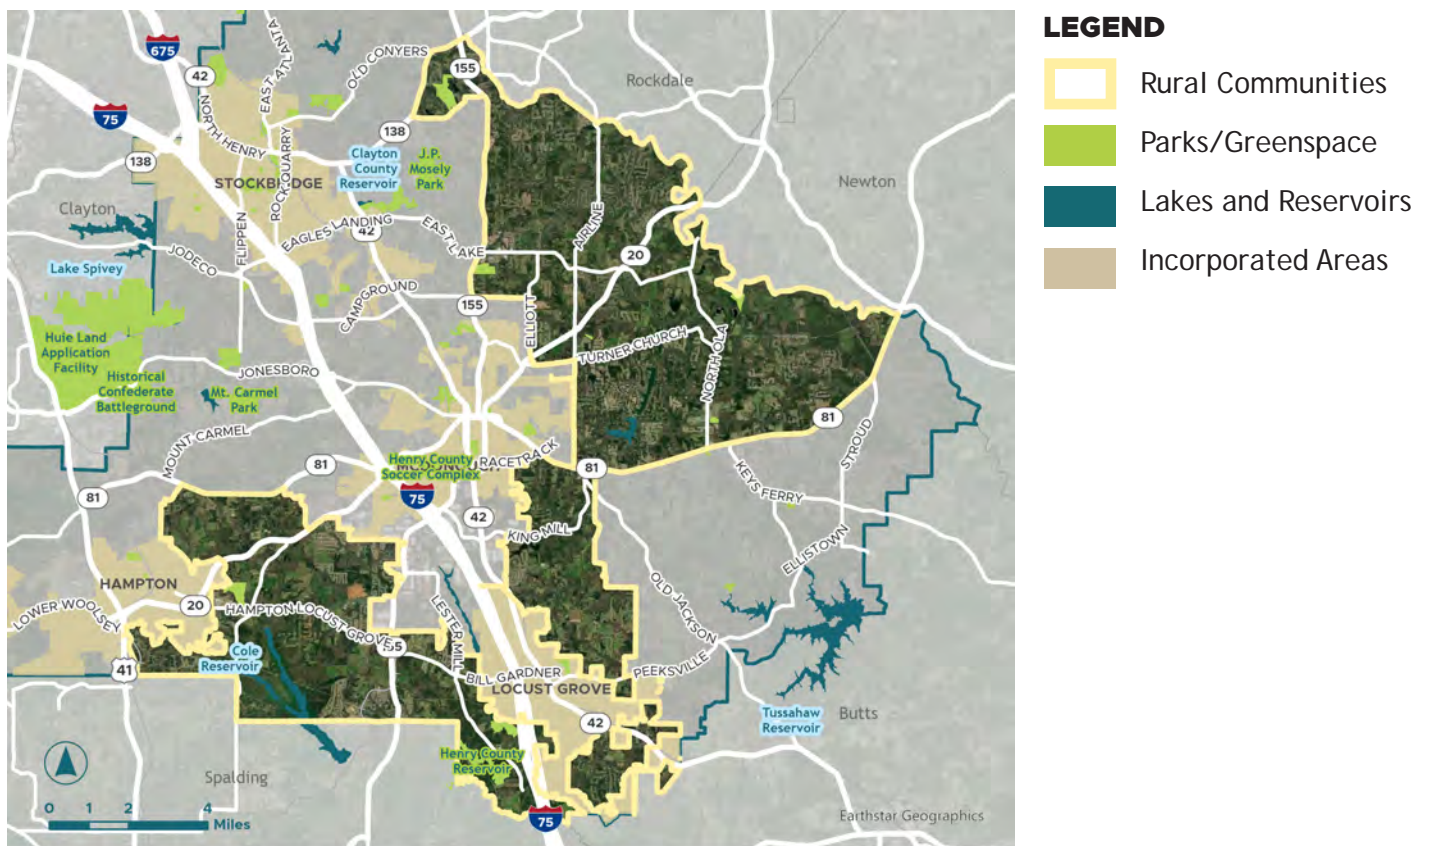 LEGEND
Rural Communities
Parks/Greenspace
Lakes and Reservoirs
Incorporated Areas
675
42
EAST ATLANTA
OLD CONYERS
155
Rockdale
75
NORTH HENRY
138
138
ROCK QUARRY
Clayton
County
Reservoir
J.P.
Mosely
Park
STOCKBRIDGE
Newton
Clayton
FLIPPEN
EAGLES LANDING
42
EAST LAKE
AIRLINE
20
JODECO
Lake Spivey
CAMPGROUND
155
ELLIOTT
TURNER CHURCH
NORTH OLA
Huie Land
Application
Facility
Historical
Confederate
Battleground
JONESBORO
Mt. Carmel
Park
81
STROUD
MOUNT CARMEL
81
Henry County
Soccer Complex
RACETRACK
81
KEYS FERRY
81
75
42
KING MILL
ELLISTOWN
HAMPTON
20
LOWER WOOLSEY
HAMPTON LOCUST GROVE
LESTER MILL
OLD JACKSON
41
Cole
Reservoir
BILL GARDNER
PEEKSVILLE
LOCUST GROVE
42
Tussahaw
Reservoir
Butts
Henry County
Reservoir
Spalding
75
0 1 2 4
Miles
Earthstar Geographics